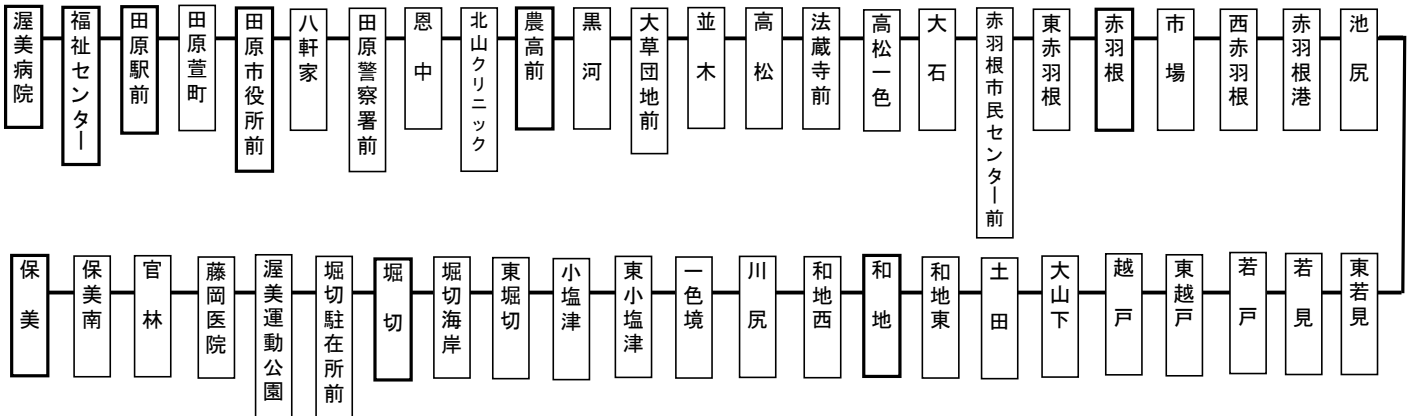 渥美病院
福祉センター
田原駅前
田原萱町
田原市役所前
八軒家
田原警察署前
恩中
北山クリニック
農高前
黒河
大草団地前
並木
高松
法蔵寺前
高松一色
大石
赤羽根市民センター前
東赤羽根
赤羽根
市場
西赤羽根
赤羽根港
池尻
東若見
若見
若戸
東越戸
越戸
大山下
土田
和地東
和地
和地西
川尻
一色境
東小塩津
小塩津
東堀切
堀切海岸
堀切
堀切駐在所前
渥美運動公園
藤岡医院
官林
保美南
保美